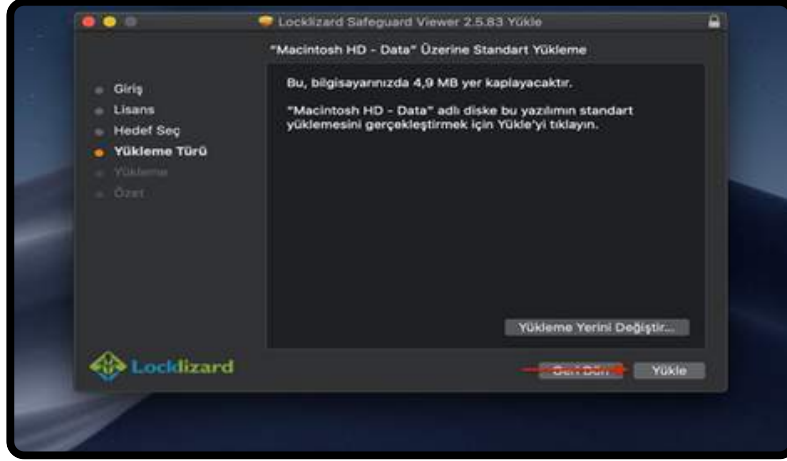 Locklizard Safeguard Viewer 2.5.83 Yükle
"Macintosh HD - Data" Üzerine Standart Yükleme
Giriş
Lisans
Hedef Seç
Yükleme Türü
Yükleme
Özet
Bu, bilgisayarınızda 4,9 MB yer kaplayacaktır.
"Macintosh HD - Data" adlı diske bu yazılımın standart
yüklemesini gerçekleştirmek için Yükle'yi tıklayın.
Yükleme Yerini Değiştir...
Locklizard
Geri Dön
Yükle